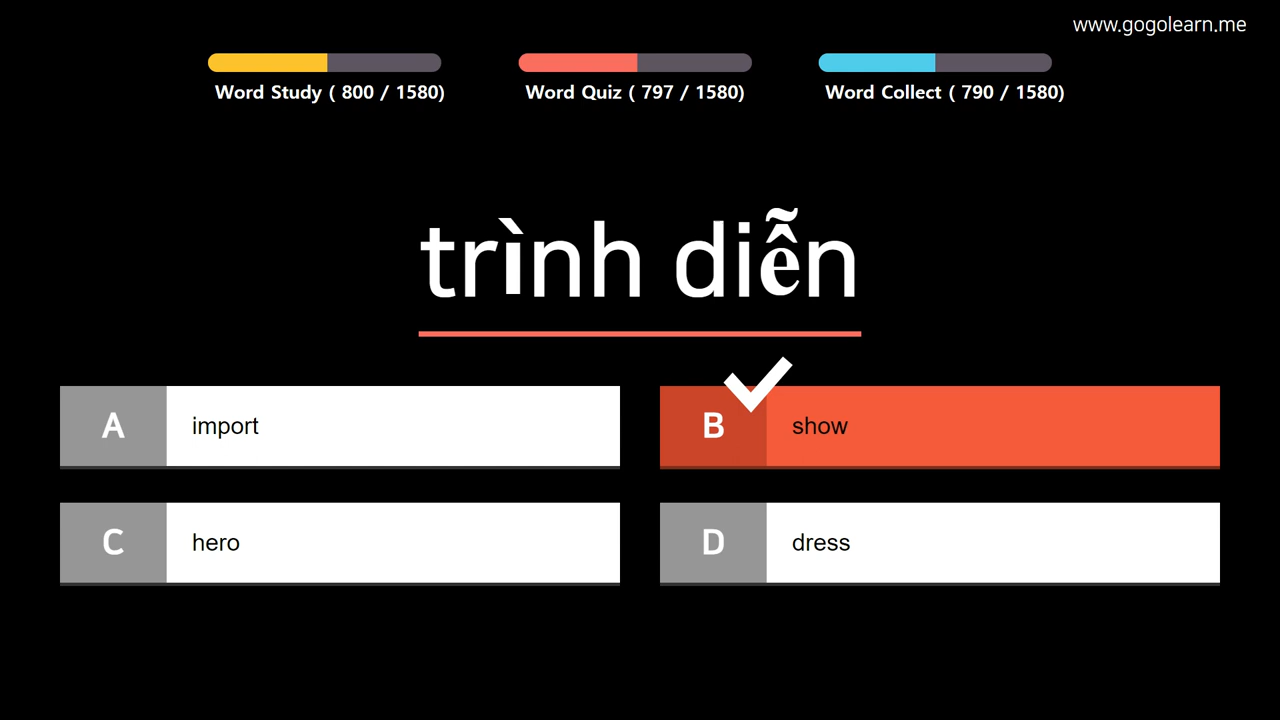 www.gogolearn.me
Word Study ( 800 / 1580)
Word Quiz ( 797 / 1580)
Word Collect ( 790 / 1580)
trình diễn
A import
B show
C hero
D dress